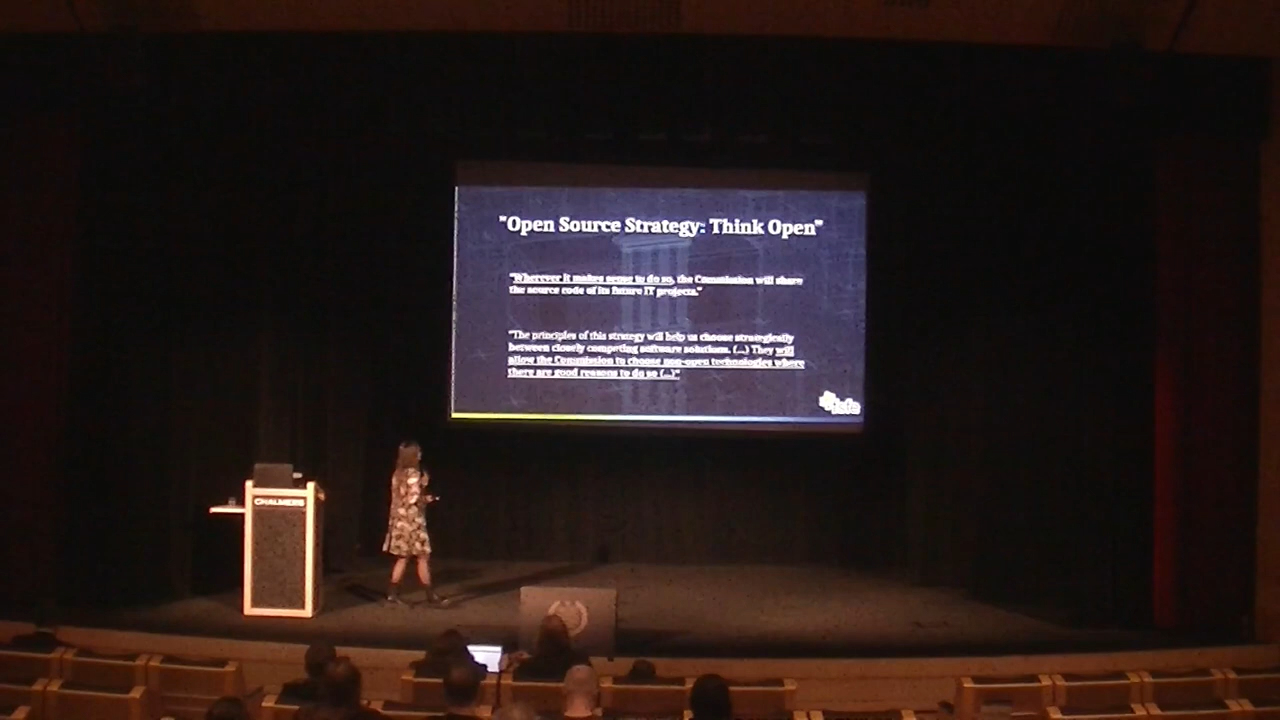 "Open Source Strategy: Think Open"
"Wherever it makes sense to do so, the Commission will share
the source code of its future IT projects."
"The principles of this strategy will help us choose strategically
between closely competing software solutions. (...) They will
allow the Commission to choose non-open technologies where
there are good reasons to do so (...)"
fsfe
CHALMERS